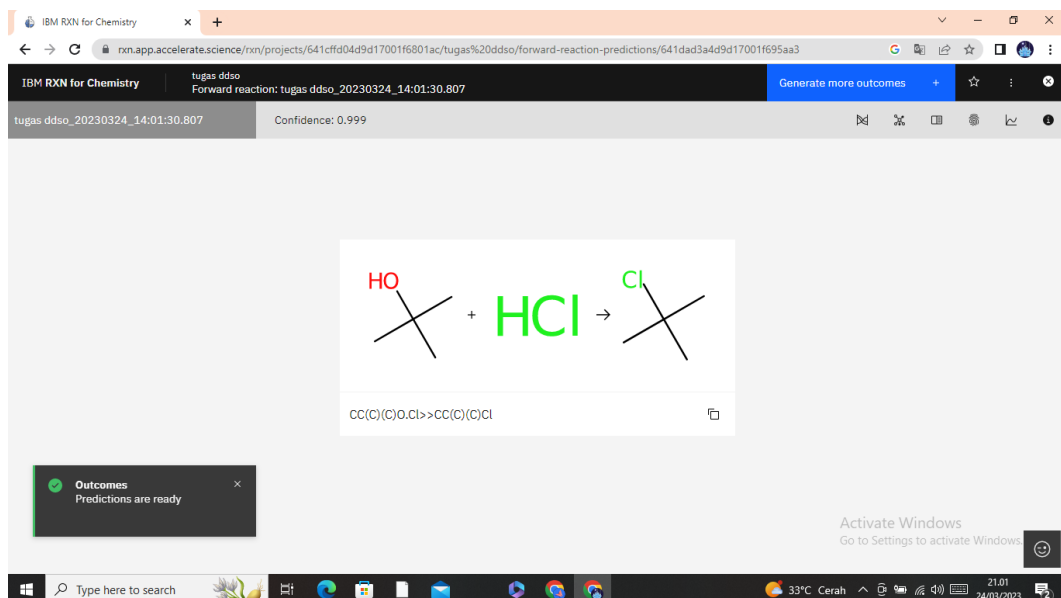 IBM RXN for Chemistry
rxn.app.accelerate.science/rxn/projects/641cffd04d9d17001f6801ac/tugas%20ddso/forward-reaction-predictions/641dad3a4d9d17001f695aa3
IBM RXN for Chemistry
tugas ddso
Forward reaction: tugas ddso_20230324_14:01:30.807
Generate more outcomes +
tugas ddso_20230324_14:01:30.807
Confidence: 0.999
HO
+ HCl →
Cl
CC(C)(C)O.Cl>>CC(C)(C)Cl
Outcomes
Predictions are ready
Activate Windows
Go to Settings to activate Windows.
Type here to search
33°C Cerah
21.01
24/03/2023
2